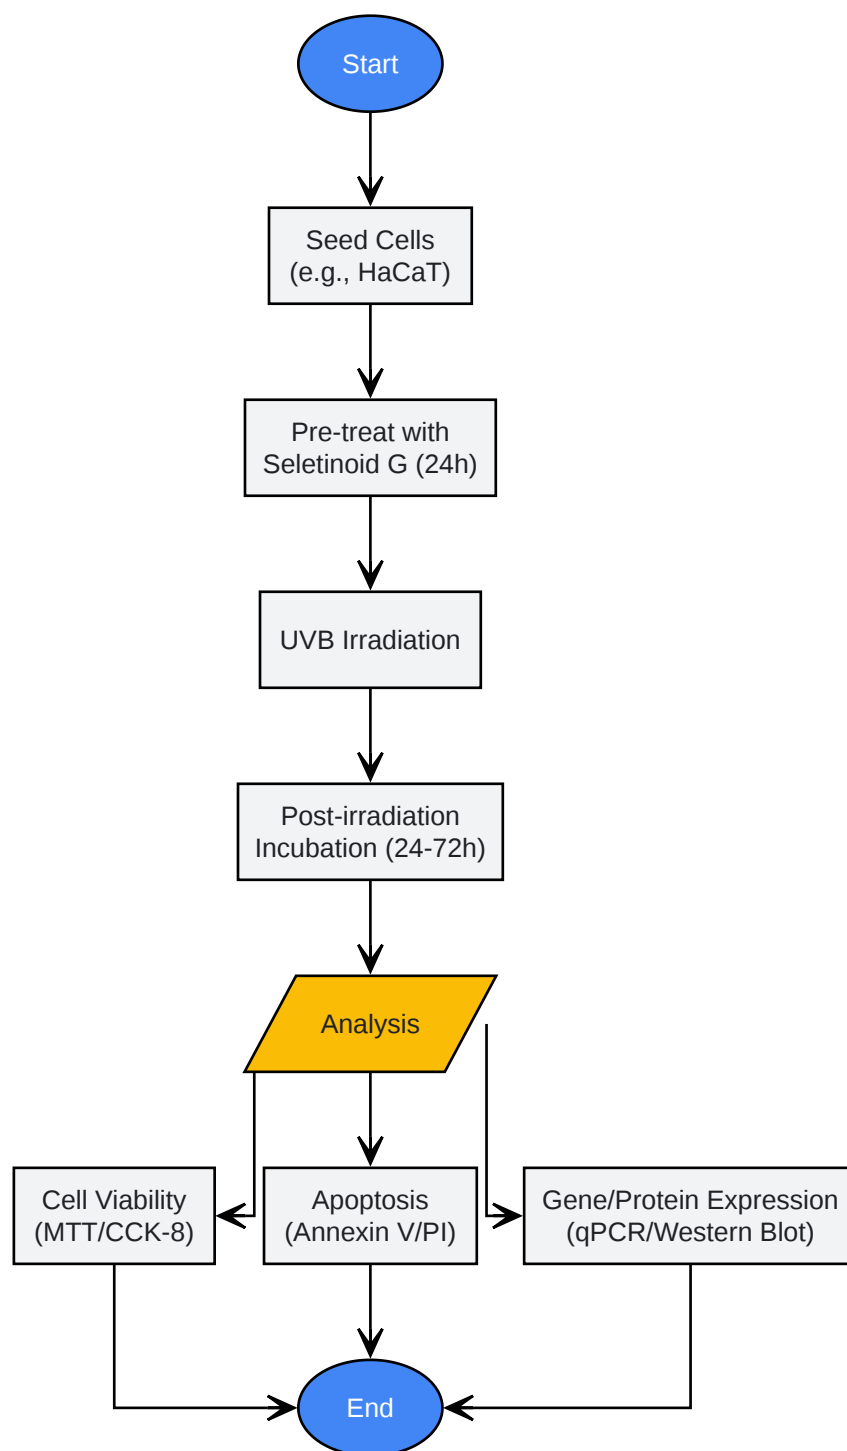 Start
Seed Cells
(e.g., HaCaT)
Pre-treat with
Seletinoid G (24h)
UVB Irradiation
Post-irradiation
Incubation (24-72h)
Analysis
Cell Viability
(MTT/CCK-8)
Apoptosis
(Annexin V/PI)
Gene/Protein Expression
(qPCR/Western Blot)
End